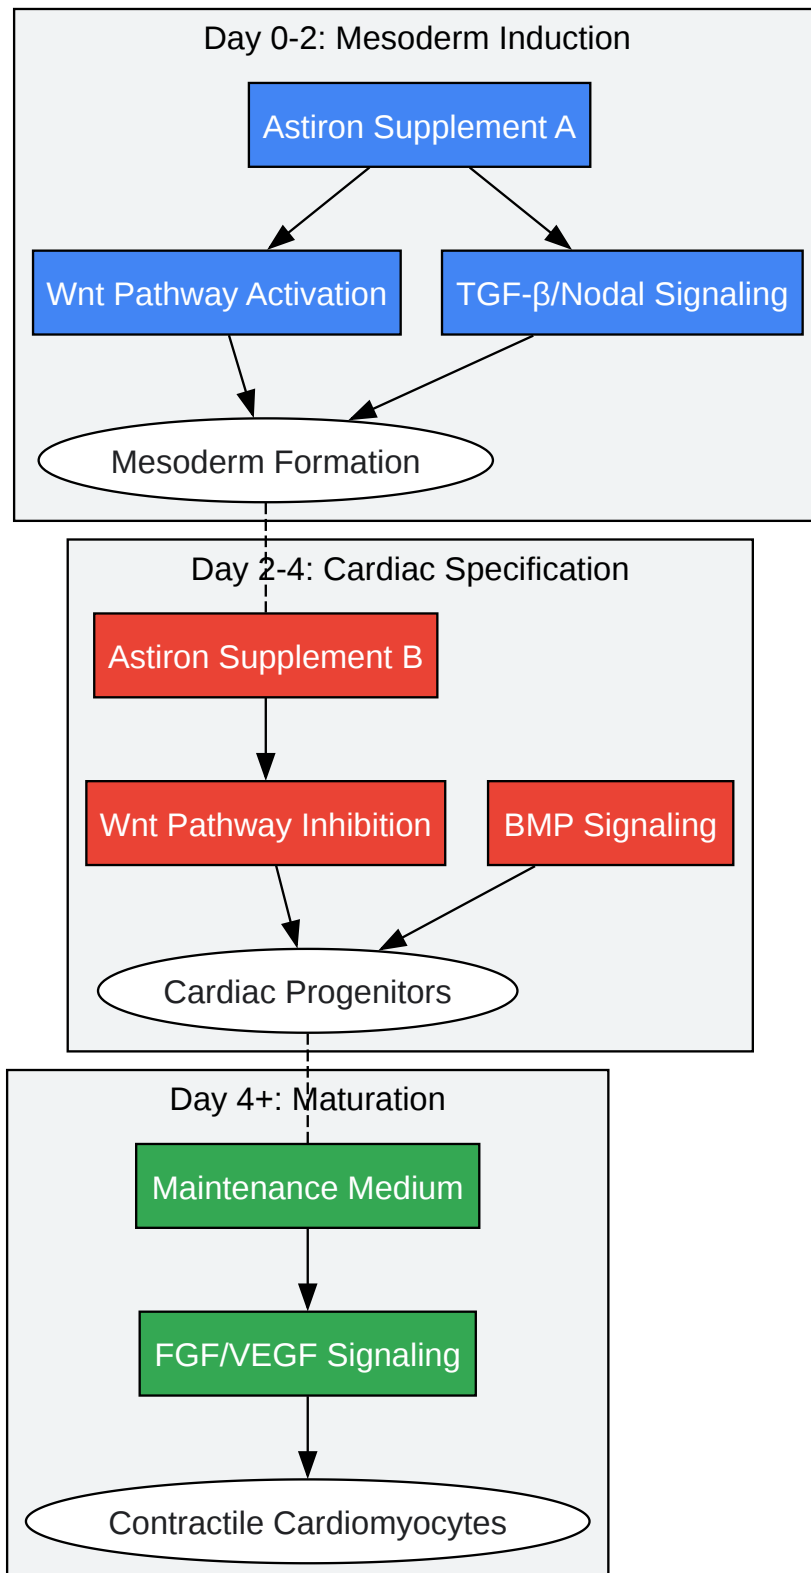 Day 0-2: Mesoderm Induction
Astiron Supplement A
Wnt Pathway Activation
TGF-β/Nodal Signaling
Mesoderm Formation
Day 2-4: Cardiac Specification
Astiron Supplement B
Wnt Pathway Inhibition
BMP Signaling
Cardiac Progenitors
Day 4+: Maturation
Maintenance Medium
FGF/VEGF Signaling
Contractile Cardiomyocytes